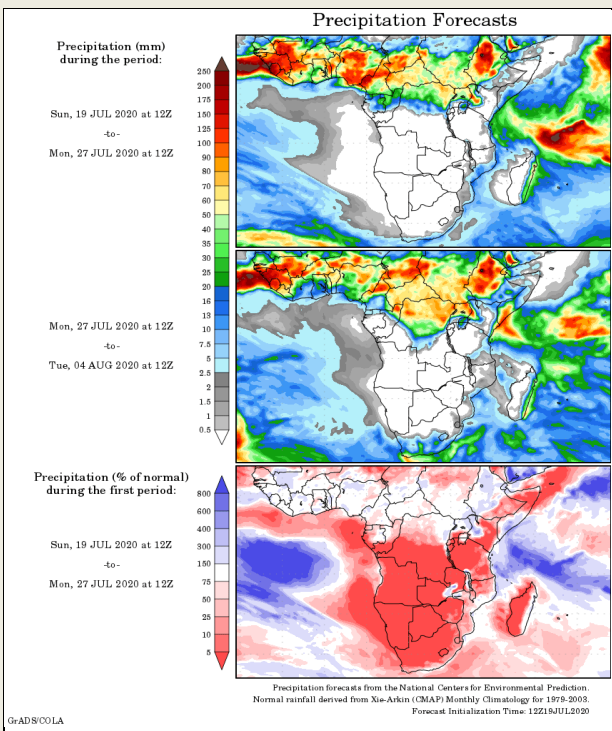 Precipitation Forecasts
Precipitation (mm)
during the period:
Sun, 19 JUL 2020 at 12Z
-to-
Mon, 27 JUL 2020 at 12Z
250
200
175
150
125
100
90
80
70
60
50
40
35
30
25
20
16
13
10
7.5
5
2.5
2
1.5
1
0.5
Mon, 27 JUL 2020 at 12Z
-to-
Tue, 04 AUG 2020 at 12Z
Precipitation (% of normal)
during the first period:
Sun, 19 JUL 2020 at 12Z
-to-
Mon, 27 JUL 2020 at 12Z
800
600
400
300
150
75
50
25
10
5
Precipitation forecasts from the National Centers for Environmental Prediction.
Normal rainfall derived from Xie-Arkin (CMAP) Monthly Climatology for 1979-2003.
Forecast Initialization Time: 12Z19JUL2020
GrADS/COLA